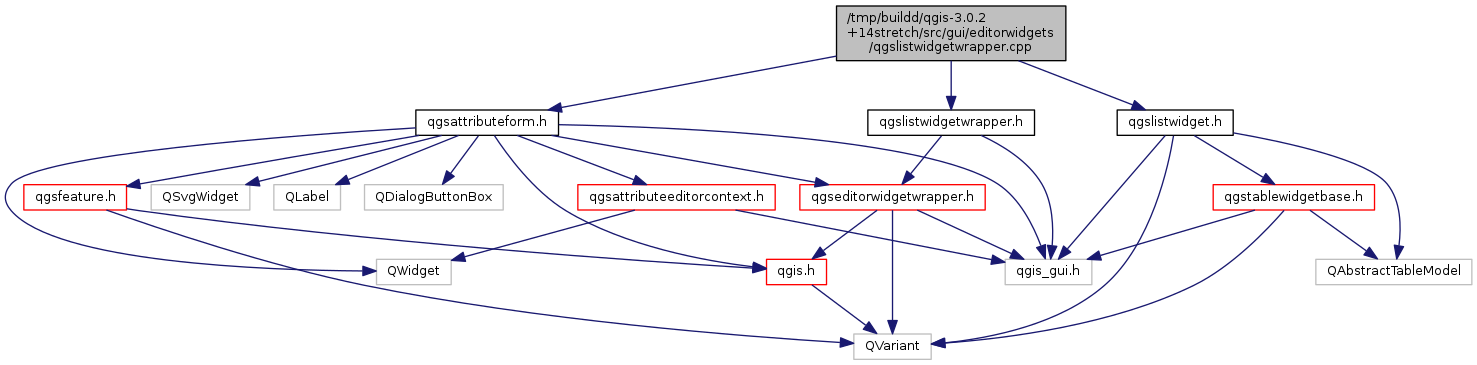 /tmp/buildd/qgis-3.0.2
+14stretch/src/gui/editorwidgets
/qgslistwidgetwrapper.cpp
qgsattributeform.h
qgslistwidgetwrapper.h
qgslistwidget.h
qgsfeature.h
QSvgWidget
QLabel
QDialogButtonBox
qgsattributeeditorcontext.h
qgseditorwidgetwrapper.h
qgstablewidgetbase.h
QWidget
qgis.h
qgis_gui.h
QAbstractTableModel
QVariant